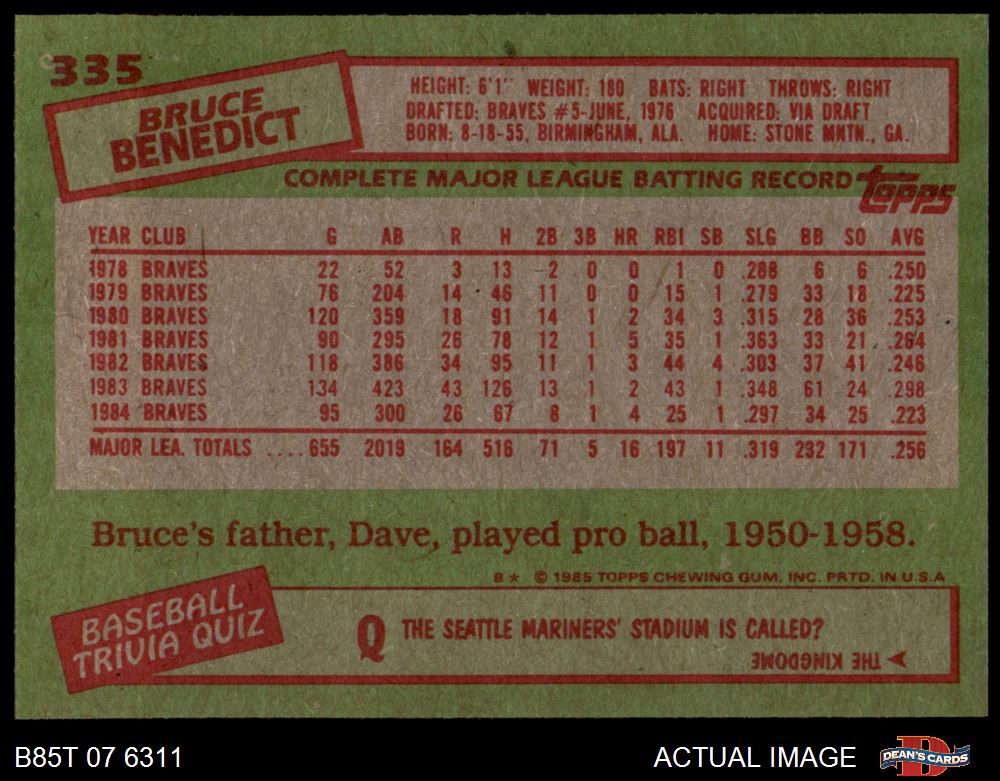 335
BRUCE
BENEDICT
HEIGHT: 6'1" WEIGHT: 180 BATS: RIGHT THROWS: RIGHT
DRAFTED: BRAVES #5-JUNE, 1976 ACQUIRED: VIA DRAFT
BORN: 8-18-55, BIRMINGHAM, ALA. HOME: STONE MNTN., GA.
COMPLETE MAJOR LEAGUE BATTING RECORD topps
YEAR CLUB G AB R H 2B 3B HR RBI SB SLG BB SO AVG
1978 BRAVES 22 52 3 13 2 0 0 1 0 .288 6 6 .250
1979 BRAVES 76 204 14 46 11 0 0 15 1 .279 33 18 .225
1980 BRAVES 120 359 18 91 14 1 2 34 3 .315 28 36 .253
1981 BRAVES 90 295 26 78 12 1 5 35 1 .363 33 21 .264
1982 BRAVES 118 386 34 95 11 1 3 44 4 .303 37 41 .246
1983 BRAVES 134 423 43 126 13 1 2 43 1 .348 61 24 .298
1984 BRAVES 95 300 26 67 8 1 4 25 1 .297 34 25 .223
MAJOR LEA. TOTALS ....655 2019 164 516 71 5 16 197 11 .319 232 171 .256
Bruce's father, Dave, played pro ball, 1950-1958.
B* © 1985 TOPPS CHEWING GUM, INC. PRTD. IN U.S.A
BASEBALL
TRIVIA QUIZ
Q THE SEATTLE MARINERS' STADIUM IS CALLED?
THE KINGDOME
B85T 07 6311
ACTUAL IMAGE
D
DEAN'S CARDS